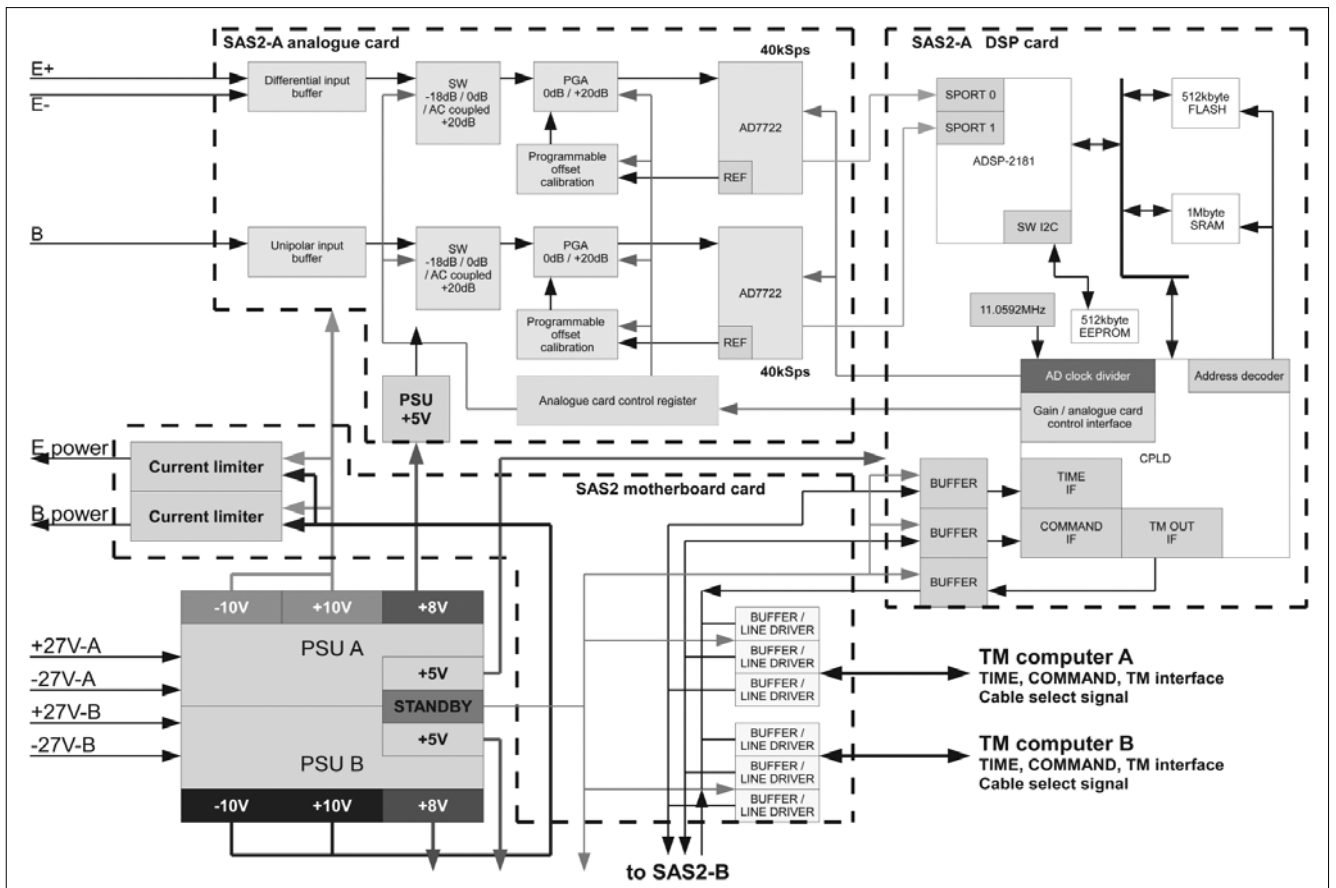 SAS2-A analogue card
40kSps
SAS2-A DSP card
E+
E-
Differential input
buffer
SW
-18dB / 0dB
/ AC coupled
+20dB
PGA
0dB / +20dB
AD7722
REF
Programmable
offset
calibration
SPORT 0
SPORT 1
ADSP-2181
SW I2C
512kbyte
FLASH
1Mbyte
SRAM
B
Unipolar input
buffer
SW
-18dB / 0dB
/ AC coupled
+20dB
PGA
0dB / +20dB
AD7722
REF
Programmable
offset
calibration
40kSps
11.0592MHz
512kbyte
EEPROM
PSU
+5V
Analogue card control register
AD clock divider
Address decoder
Gain / analogue card
control interface
CPLD
E power
Current limiter
B power
Current limiter
SAS2 motherboard card
BUFFER
TIME
IF
BUFFER
COMMAND
IF
TM OUT
IF
BUFFER
-10V
+10V
+8V
PSU A
+5V
STANDBY
+5V
PSU B
-10V
+10V
+8V
+27V-A
-27V-A
+27V-B
-27V-B
BUFFER /
LINE DRIVER
BUFFER /
LINE DRIVER
BUFFER /
LINE DRIVER
TM computer A
TIME, COMMAND, TM interface
Cable select signal
BUFFER /
LINE DRIVER
BUFFER /
LINE DRIVER
BUFFER /
LINE DRIVER
TM computer B
TIME, COMMAND, TM interface
Cable select signal
to SAS2-B